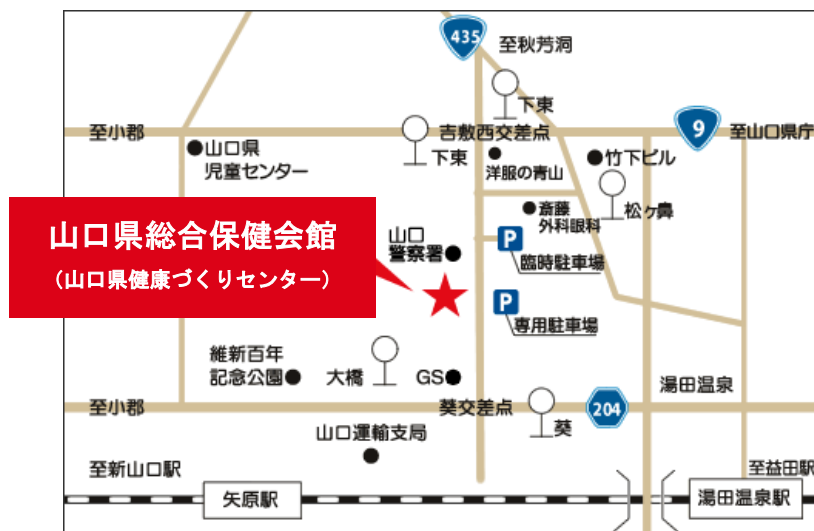 435
至秋芳洞
下東
至小郡
吉敷西交差点
9
至山口県庁
下東
山口県
児童センター
洋服の青山
竹下ビル
斎藤
外科眼科
松ヶ鼻
山口県総合保健会館
(山口県健康づくりセンター)
山口
警察署
P
臨時駐車場
P
専用駐車場
維新百年
記念公園
大橋
GS
湯田温泉
至小郡
葵交差点
葵
204
山口運輸支局
至新山口駅
至益田駅
矢原駅
湯田温泉駅